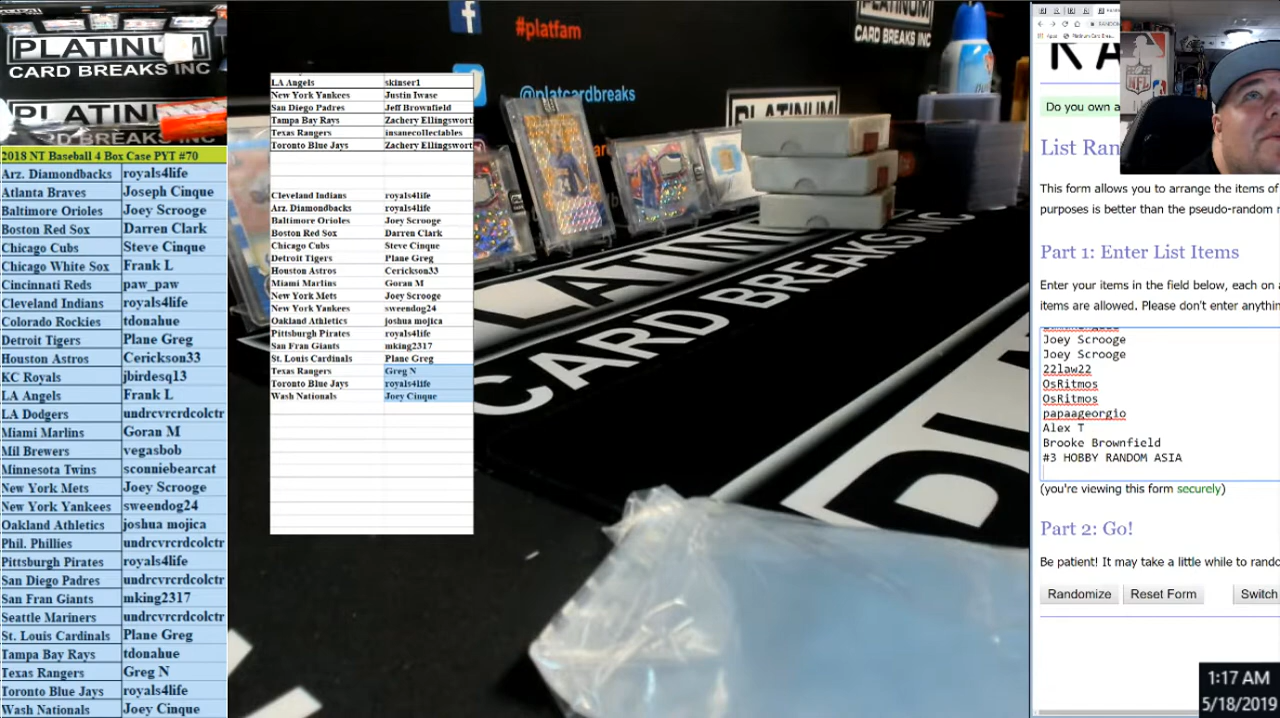 PLATINUM
CARD BREAKS INC
PLATINUM
CARD BREAKS INC
2018 NT Baseball 4 Box Case PYT #70
Arz. Diamondbacks royals4life
Atlanta Braves Joseph Cinque
Baltimore Orioles Joey Scrooge
Boston Red Sox Darren Clark
Chicago Cubs Steve Cinque
Chicago White Sox Frank L
Cincinnati Reds paw_paw
Cleveland Indians royals4life
Colorado Rockies tdonahue
Detroit Tigers Plane Greg
Houston Astros Cerickson33
KC Royals jbirdesq13
LA Angels Frank L
LA Dodgers undrcvrcrdcolctr
Miami Marlins Goran M
Mil Brewers vegasbob
Minnesota Twins sconniebearcat
New York Mets Joey Scrooge
New York Yankees sweendog24
Oakland Athletics joshua mojica
Phil. Phillies undrcvrcrdcolctr
Pittsburgh Pirates royals4life
San Diego Padres undrcvrcrdcolctr
San Fran Giants mking2317
Seattle Mariners undrcvrcrdcolctr
St. Louis Cardinals Plane Greg
Tampa Bay Rays tdonahue
Texas Rangers Greg N
Toronto Blue Jays royals4life
Wash Nationals Joey Cinque
LA Angels skinser1
New York Yankees Justin Iwase
San Diego Padres Jeff Brownfield
Tampa Bay Rays Zachery Ellingswort
Texas Rangers insanecollectables
Toronto Blue Jays Zachery Ellingswort
Cleveland Indians royals4life
Arz. Diamondbacks royals4life
Baltimore Orioles Joey Scrooge
Boston Red Sox Darren Clark
Chicago Cubs Steve Cinque
Detroit Tigers Plane Greg
Houston Astros Cerickson33
Miami Marlins Goran M
New York Mets Joey Scrooge
New York Yankees sweendog24
Oakland Athletics joshua mojica
Pittsburgh Pirates royals4life
San Fran Giants mking2317
St. Louis Cardinals Plane Greg
Texas Rangers Greg N
Toronto Blue Jays royals4life
Wash Nationals Joey Cinque
#platfam
@platcardbreaks
PLATINUM
CARD BREAKS INC
PLATINUM
CARD BREAKS INC
Do you own a
List Ran
This form allows you to arrange the items of
purposes is better than the pseudo-random
Part 1: Enter List Items
Enter your items in the field below, each on a
items are allowed. Please don't enter anythin
Joey Scrooge
Joey Scrooge
22law22
OsRitmos
OsRitmos
papaageorgio
Alex T
Brooke Brownfield
#3 HOBBY RANDOM ASIA
(you're viewing this form securely)
Part 2: Go!
Be patient! It may take a little while to rando
Randomize Reset Form Switch
1:17 AM
5/18/2019